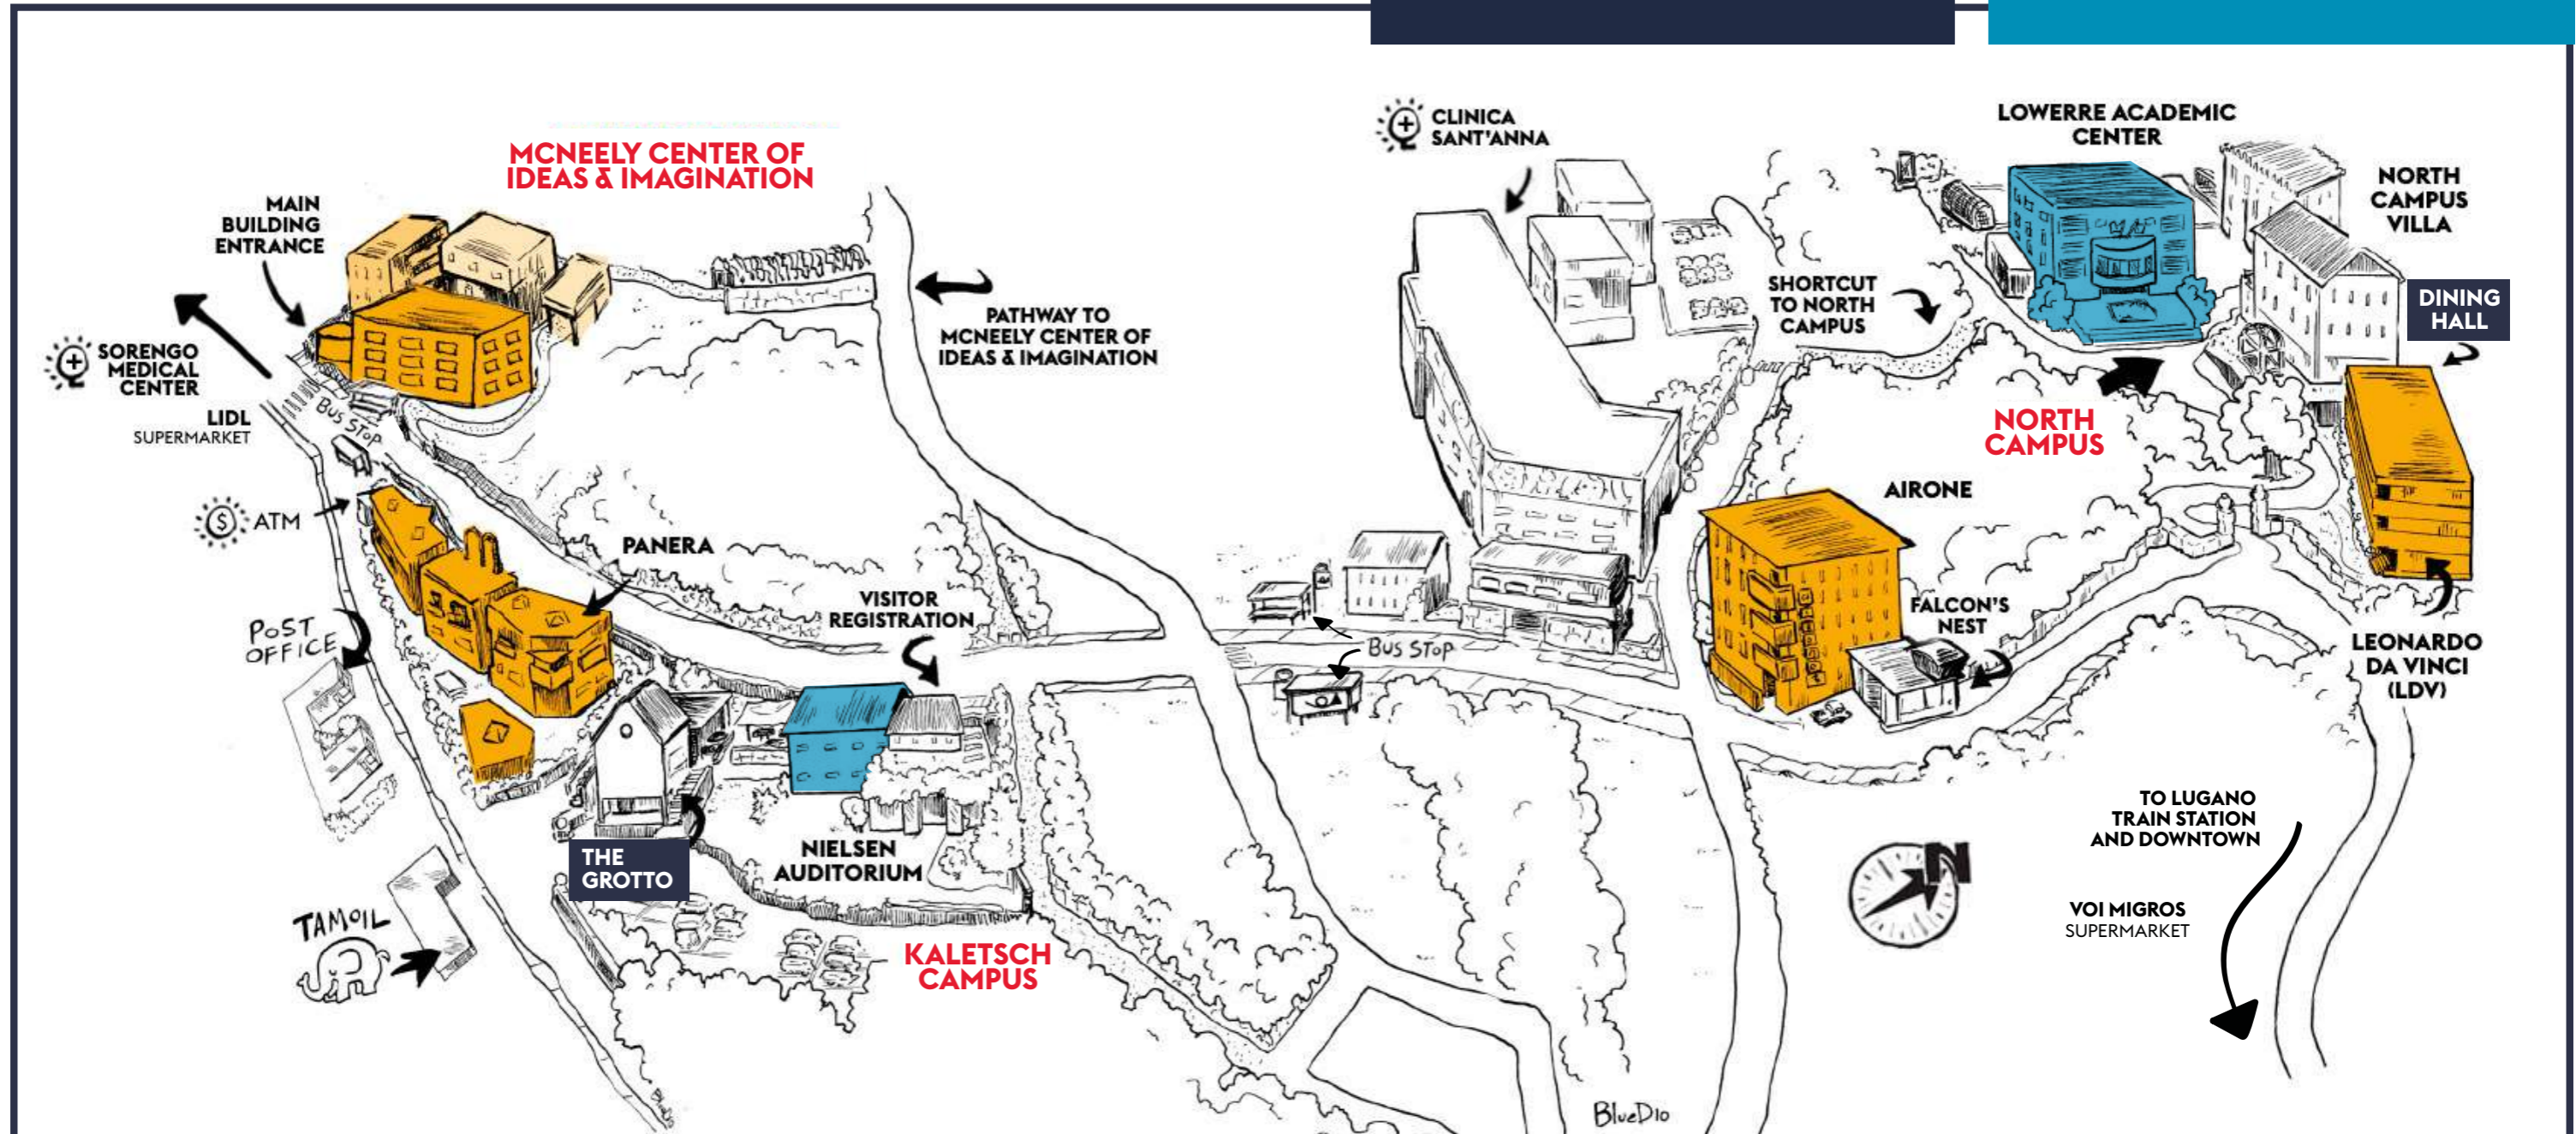 MCNEELY CENTER OF
IDEAS & IMAGINATION
MAIN
BUILDING
ENTRANCE
SORENGO
MEDICAL
CENTER
LIDL
SUPERMARKET
BUS STOP
$ ATM
PANERA
POST
OFFICE
VISITOR
REGISTRATION
THE
GROTTO
NIELSEN
AUDITORIUM
TAMOIL
KALETSCH
CAMPUS
PATHWAY TO
MCNEELY CENTER OF
IDEAS & IMAGINATION
CLINICA
SANT'ANNA
BUS STOP
SHORTCUT
TO NORTH
CAMPUS
LOWERRE ACADEMIC
CENTER
NORTH
CAMPUS
VILLA
DINING
HALL
NORTH
CAMPUS
AIRONE
FALCON'S
NEST
LEONARDO
DA VINCI
(LDV)
TO LUGANO
TRAIN STATION
AND DOWNTOWN
N
VOI MIGROS
SUPERMARKET
BlueD10